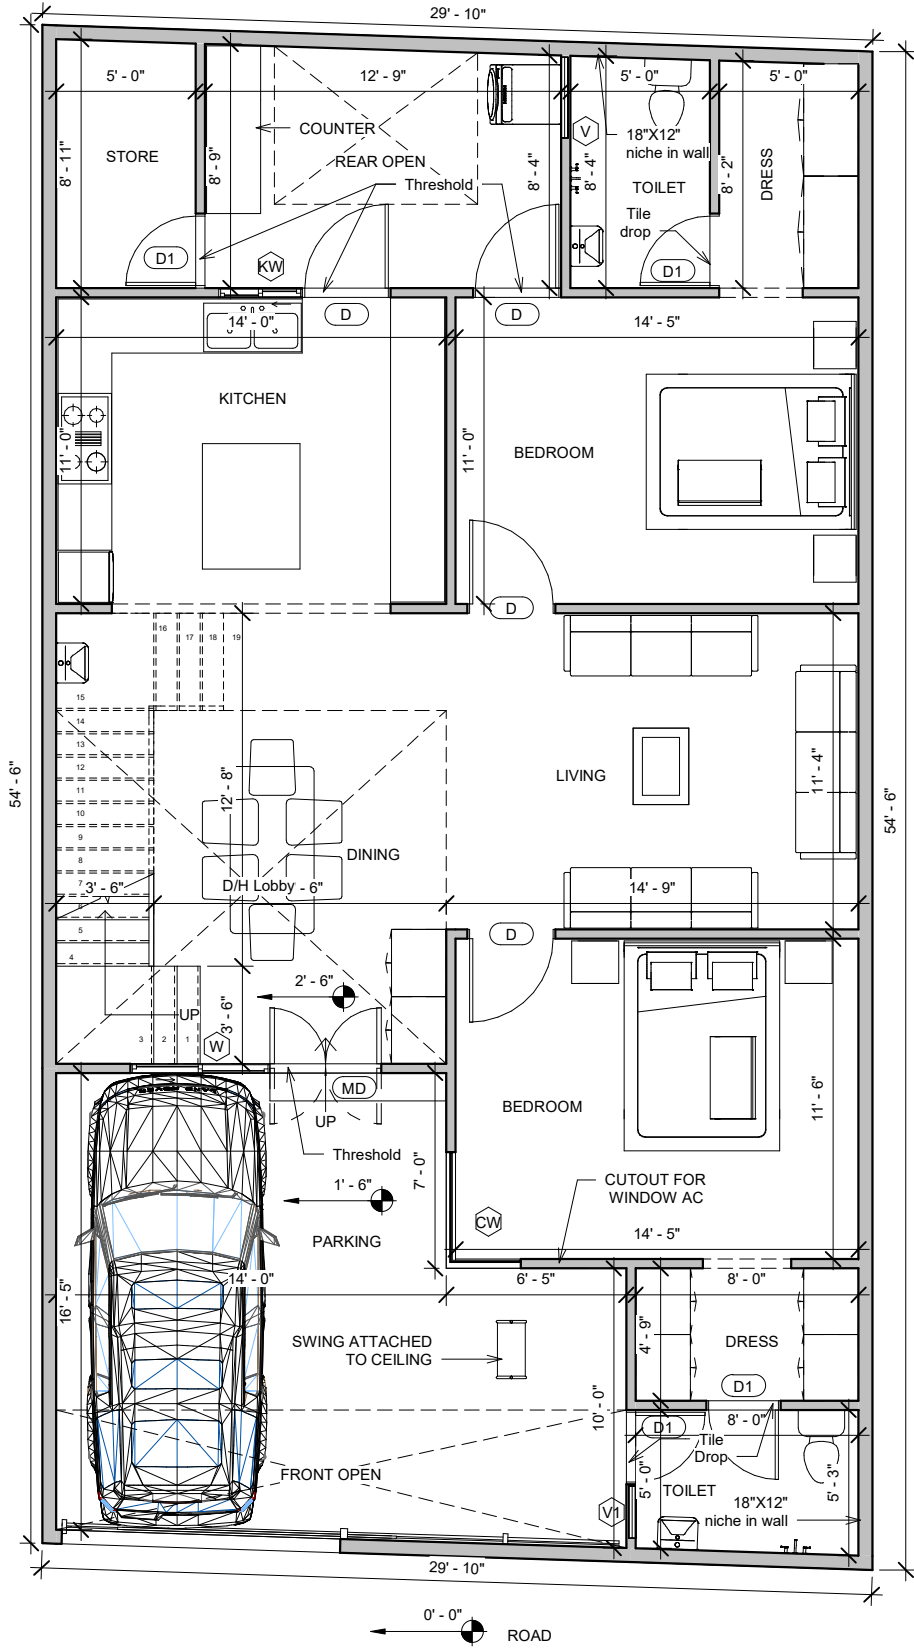 29' - 10"
5' - 0"
12' - 9"
5' - 0"
5' - 0"
COUNTER
V
18"X12"
niche in wall
8' - 11"
STORE
8' - 9"
REAR OPEN
8' - 4"
8' - 4"
8' - 2"
DRESS
Threshold
TOILET
Tile
drop
D1
KW
D1
14' - 0"
D
D
14' - 5"
KITCHEN
11' - 0"
11' - 0"
BEDROOM
D
16
17
18
19
15
14
13
12
11
10
9
8
7
6
5
4
54' - 6"
12' - 8"
LIVING
11' - 4"
54' - 6"
DINING
3' - 6"
D/H Lobby - 6"
14' - 9"
D
2' - 6"
UP
3' - 6"
3
2
1
W
MD
UP
BEDROOM
11' - 6"
Threshold
7' - 0"
1' - 6"
CUTOUT FOR
WINDOW AC
CW
PARKING
14' - 5"
14' - 0"
6' - 5"
8' - 0"
16' - 5"
SWING ATTACHED
TO CEILING
4' - 9"
DRESS
D1
10' - 0"
8' - 0"
D1
Tile
Drop
FRONT OPEN
5' - 0"
TOILET
5' - 3"
V1
18"X12"
niche in wall
29' - 10"
0' - 0"
ROAD